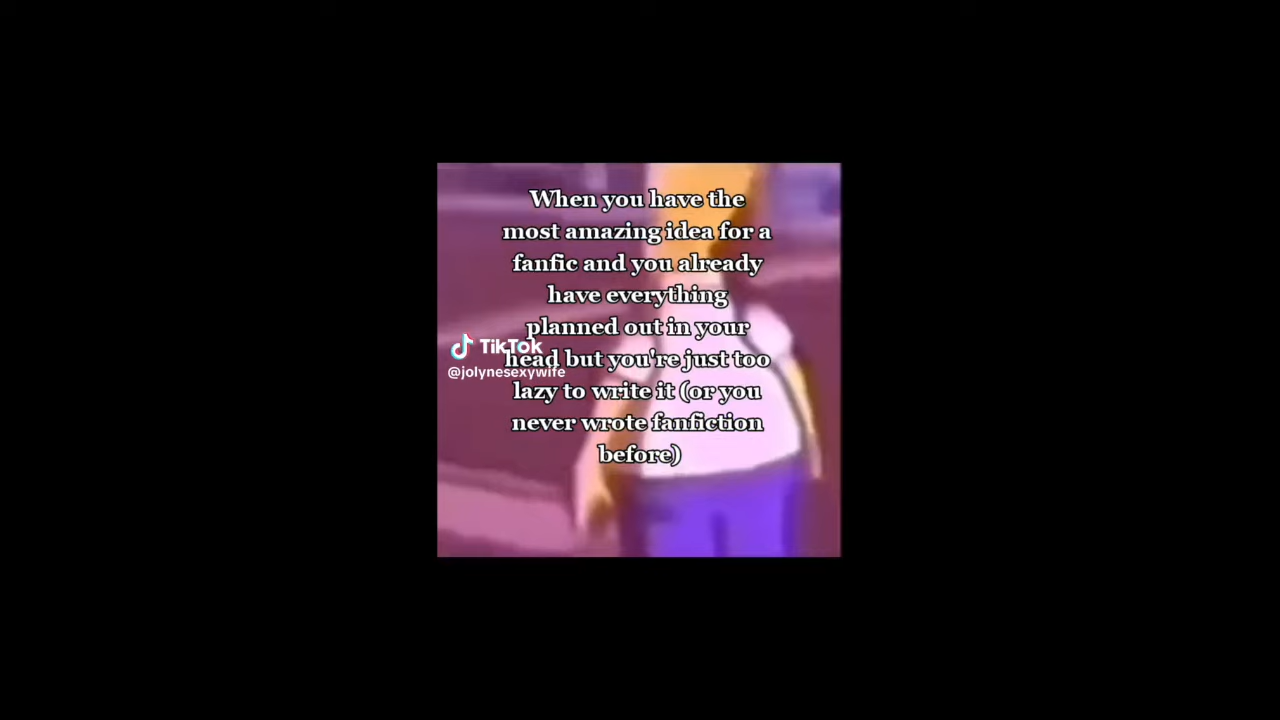 When you have the
most amazing idea for a
fanfic and you already
have everything
planned out in your
head but you're just too
lazy to write it (or you
never wrote fanfiction
before)
TikTok
@jolynesexywife